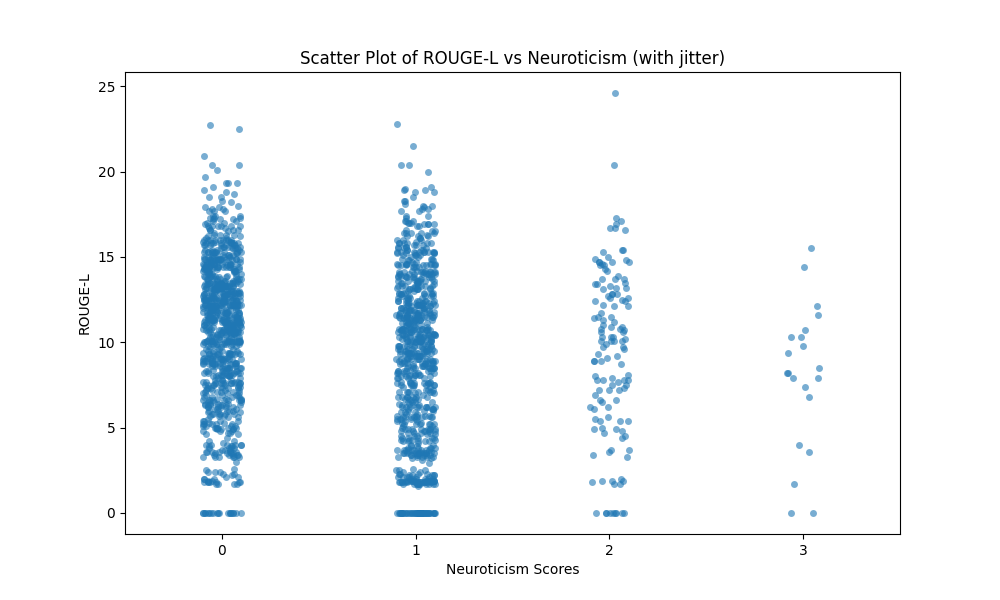 Scatter Plot of ROUGE-L vs Neuroticism (with jitter)
25
20
15
10
5
0
ROUGE-L
0 1 2 3
Neuroticism Scores